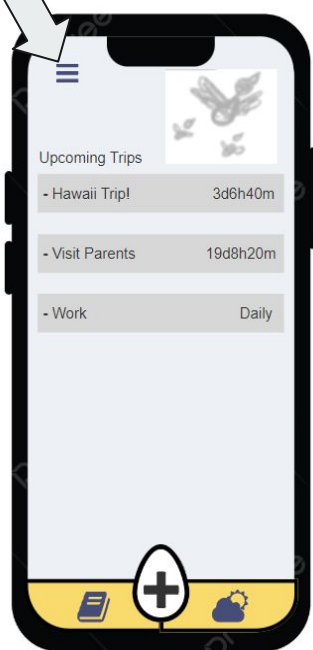 Upcoming Trips
- Hawaii Trip! 3d6h40m
- Visit Parents 19d8h20m
- Work Daily